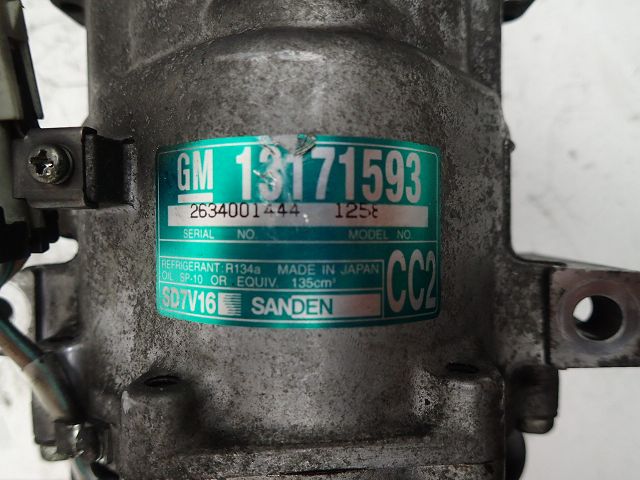 GM 13171593
2634001444 1258
SERIAL NO. MODEL NO.
REFRIGERANT:R134a MADE IN JAPAN
OIL SP-10 OR EQUIV. 135cm³
SD7V16 SANDEN
CC2